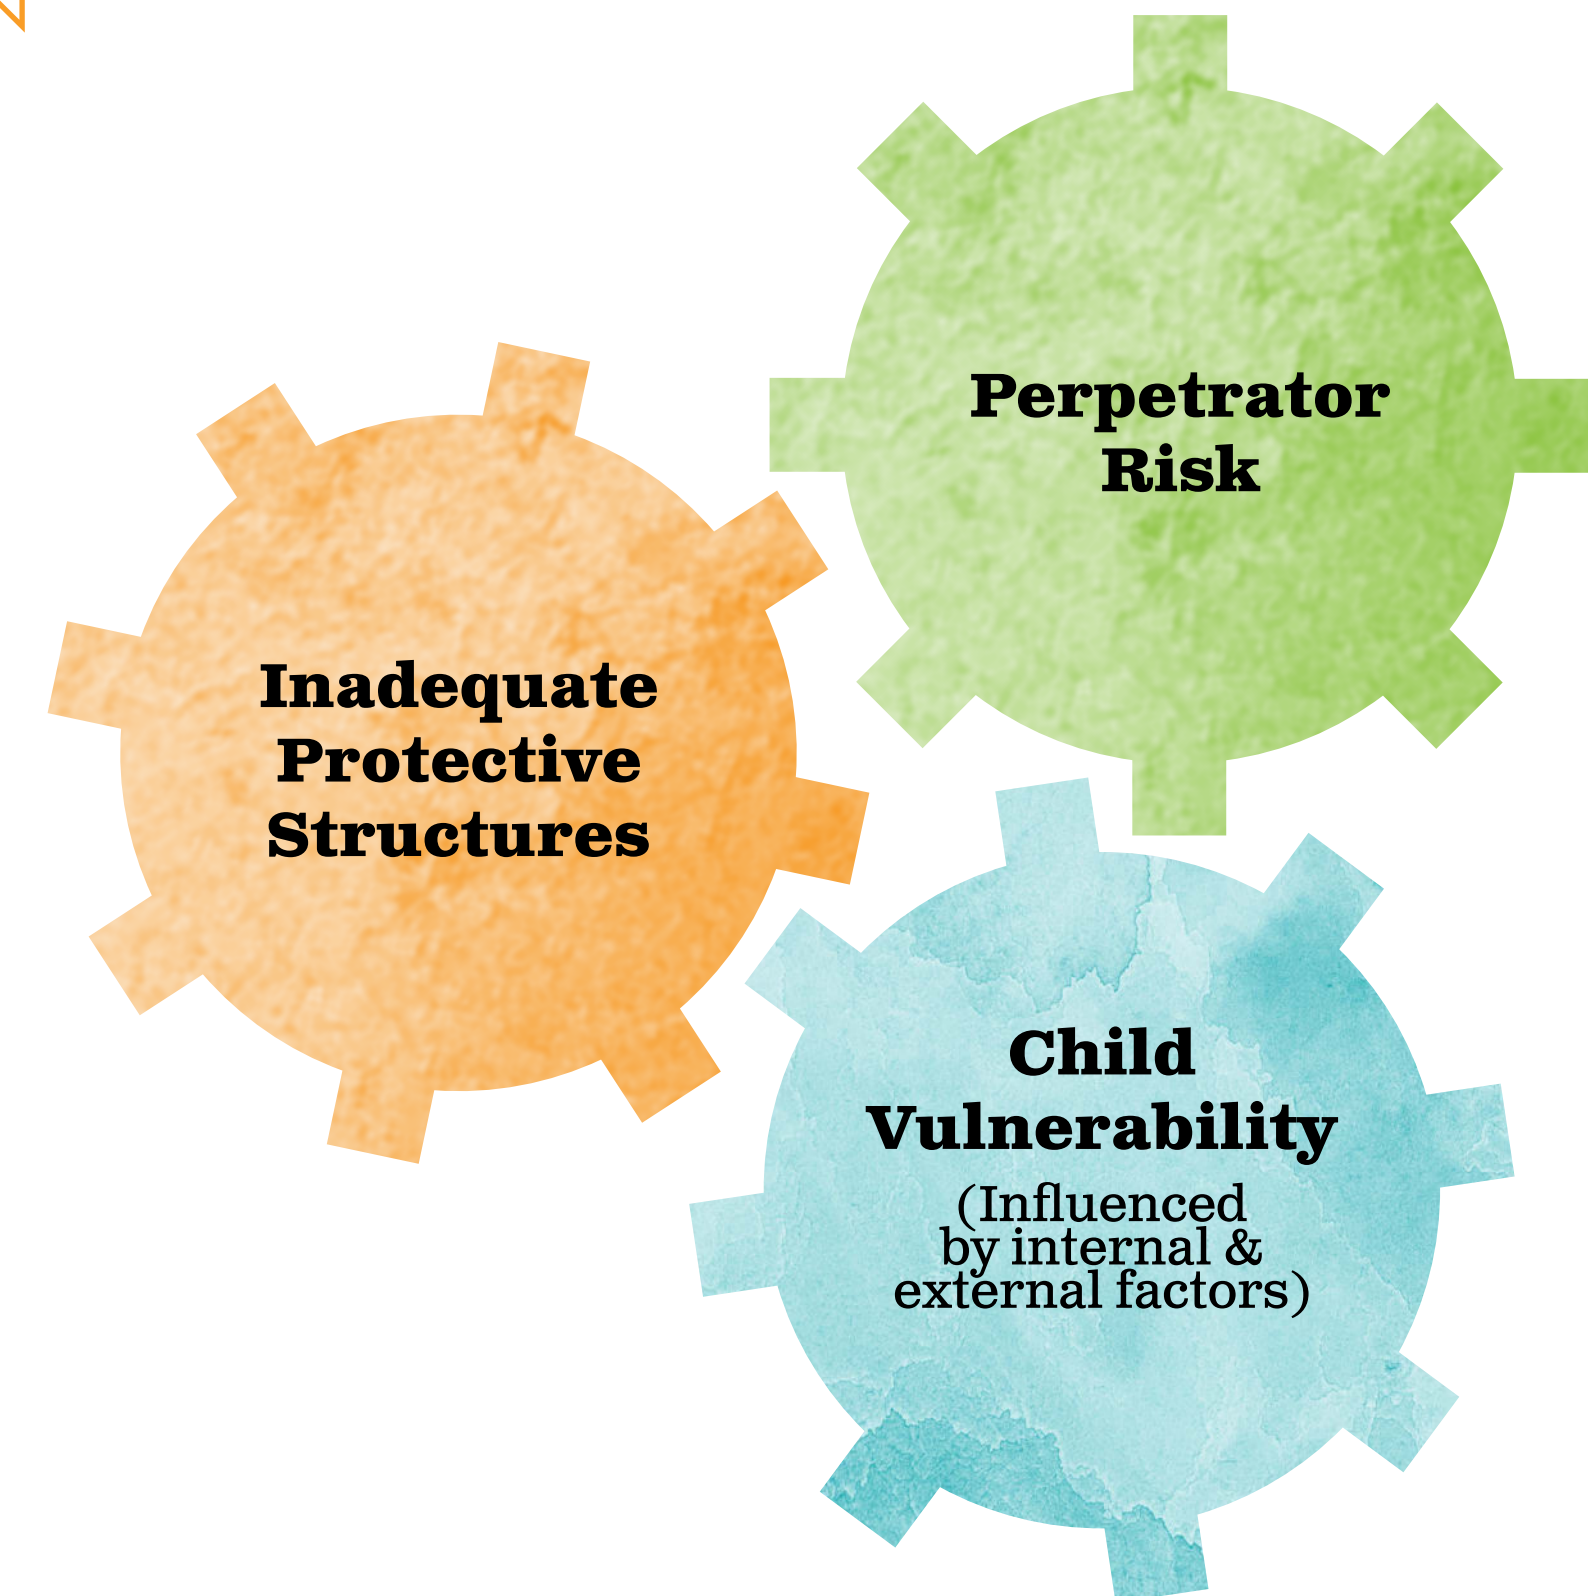 Perpetrator
Risk
Inadequate
Protective
Structures
Child
Vulnerability
(Influenced
by internal &
external factors)